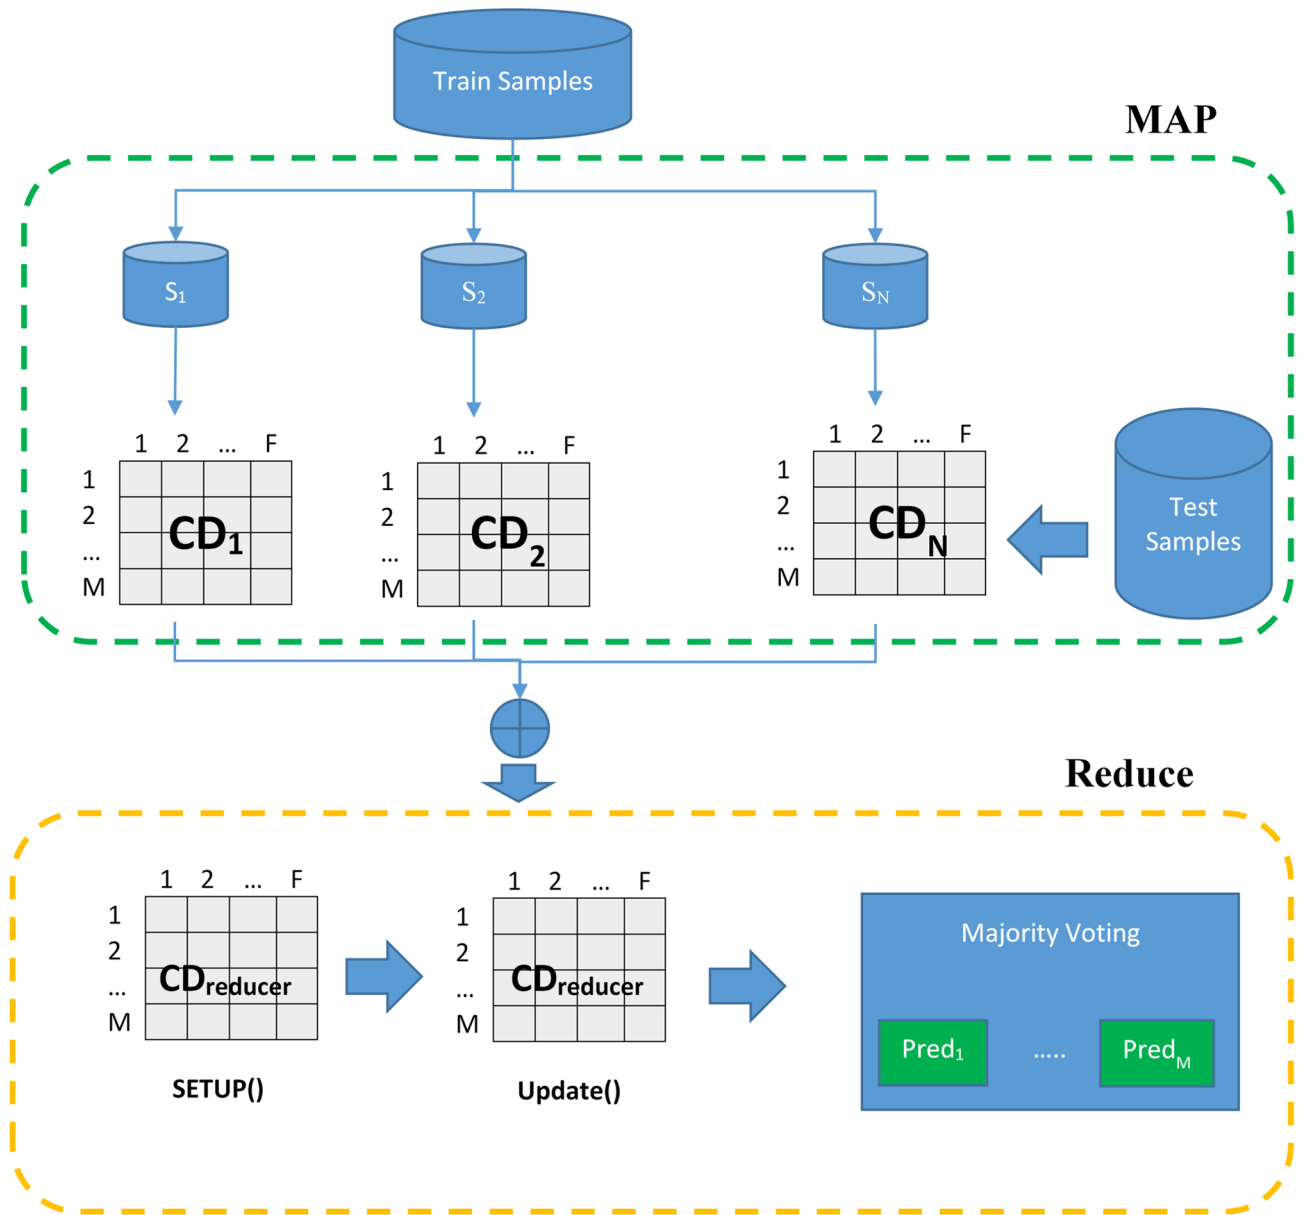 Train Samples
MAP
S1
S2
SN
1 2 ... F
1 2 ... F
1 2 ... F
1
2
...
M
CD1
1
2
...
M
CD2
1
2
...
M
CDN
Test
Samples
Reduce
1 2 ... F
1
2
...
M
CDreducer
SETUP()
1 2 ... F
1
2
...
M
CDreducer
Update()
Majority Voting
Pred1
.....
PredM